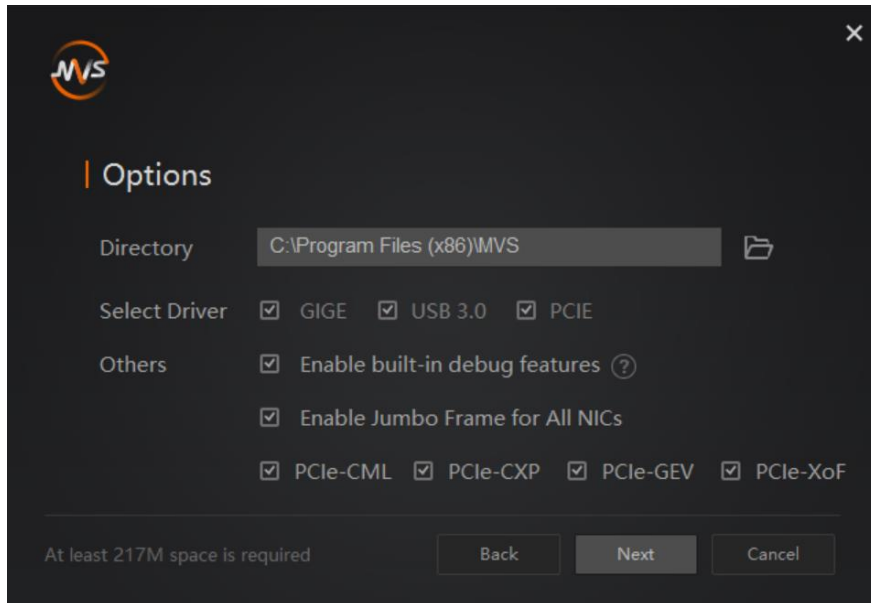 MVS
Options
Directory C:\Program Files (x86)\MVS
Select Driver GIGE USB 3.0 PCIE
Others Enable built-in debug features ?
Enable Jumbo Frame for All NICs
PCIe-CML PCIe-CXP PCIe-GEV PCIe-XoF
At least 217M space is required Back Next Cancel